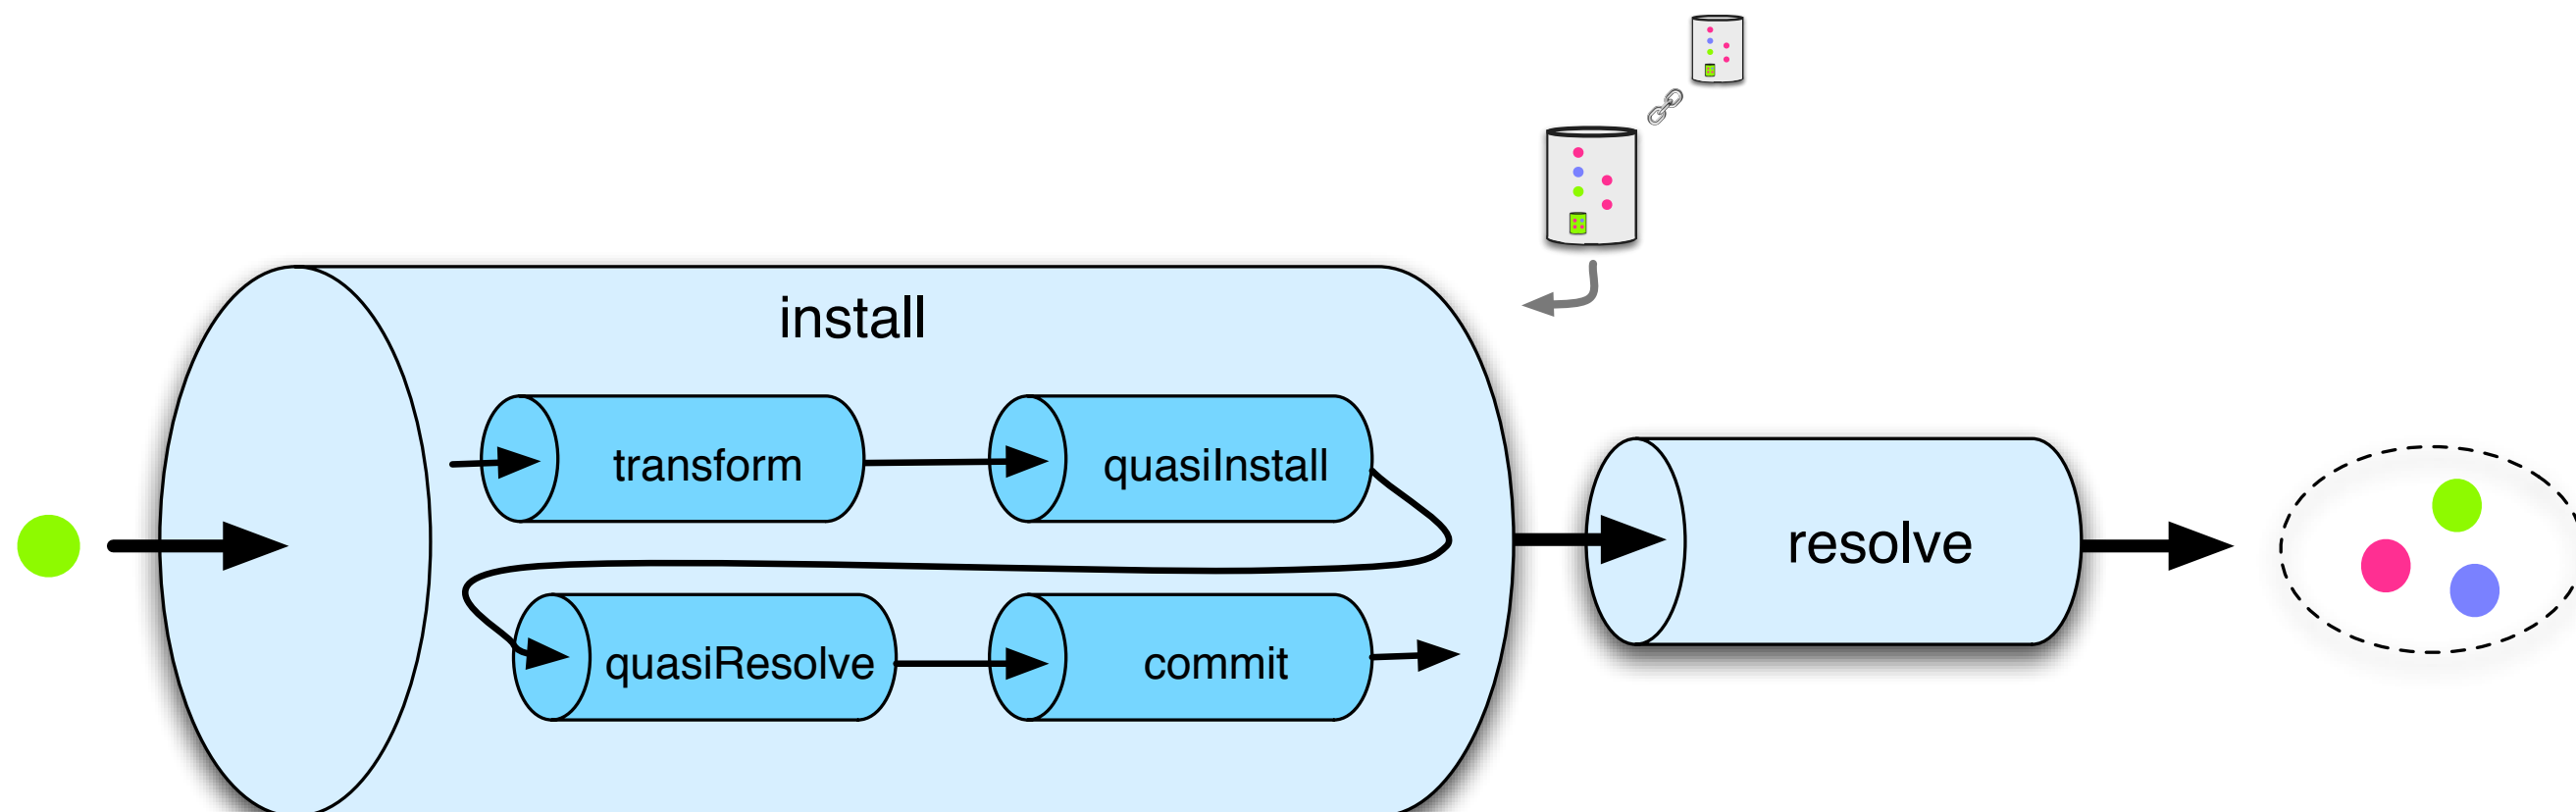 install
transform
quasiInstall
quasiResolve
commit
resolve